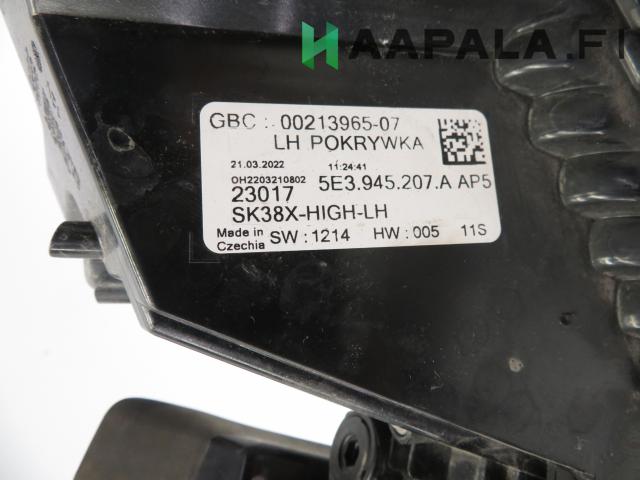 HAAPALA.FI
GBC :. 00213965-07
LH POKRYWKA
21.03.2022 11:24:41
OH2203210802
23017 5E3.945.207.A AP5
SK38X-HIGH-LH
Made in Czechia SW : 1214 HW : 005 11S